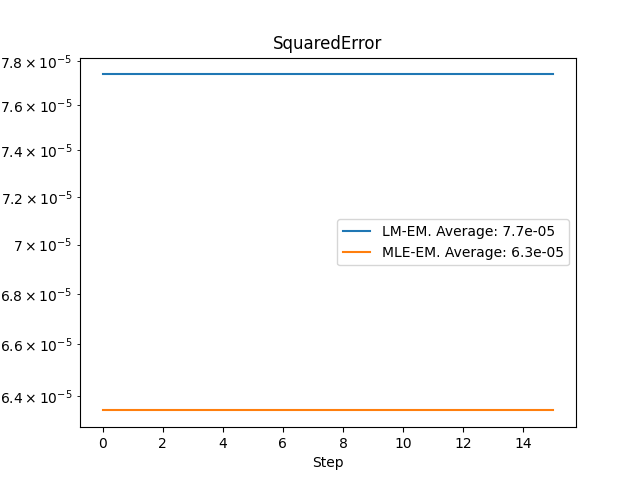 SquaredError
7.8 × 10⁻⁵
7.6 × 10⁻⁵
7.4 × 10⁻⁵
7.2 × 10⁻⁵
7 × 10⁻⁵
6.8 × 10⁻⁵
6.6 × 10⁻⁵
6.4 × 10⁻⁵
LM-EM. Average: 7.7e-05
MLE-EM. Average: 6.3e-05
0 2 4 6 8 10 12 14
Step